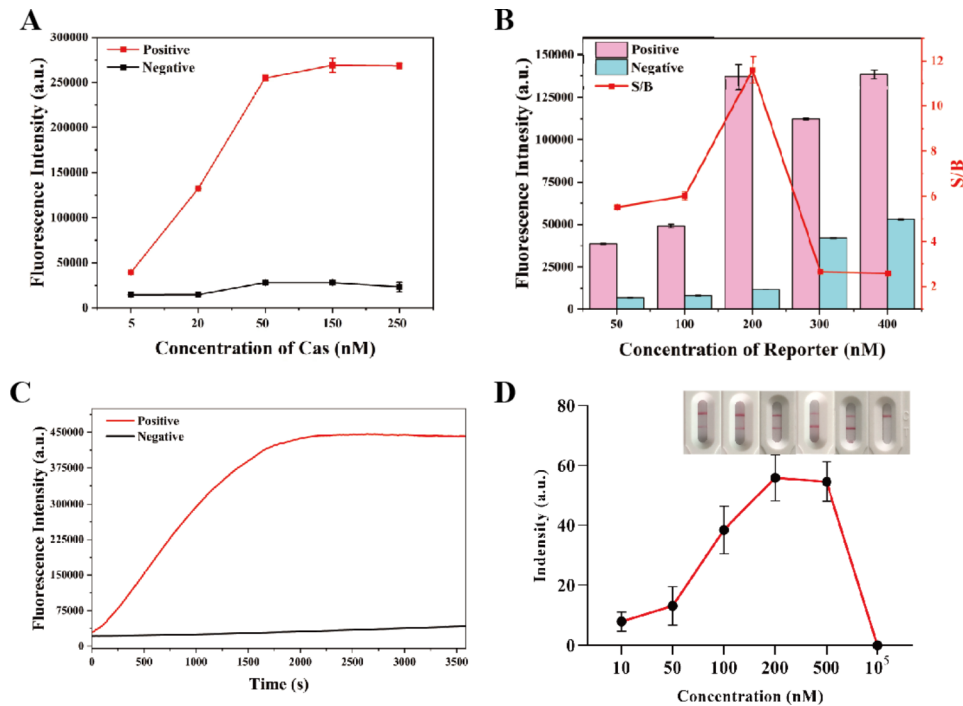 A
Positive
Negative
Fluorescence Intensity (a.u.)
300000
250000
200000
150000
100000
50000
0
5 20 50 150 250
Concentration of Cas (nM)
B
Positive
Negative
S/B
Fluorescence Intnesity (a.u.)
150000
125000
100000
75000
50000
25000
0
12
10
8
6
4
2
S/B
50 100 200 300 400
Concentration of Reporter (nM)
C
Positive
Negative
Fluorescence Intensity (a.u.)
450000
375000
300000
225000
150000
75000
0
0 500 1000 1500 2000 2500 3000 3500
Time (s)
D
Indensity (a.u.)
80
60
40
20
0
10 50 100 200 500 10⁵
Concentration (nM)